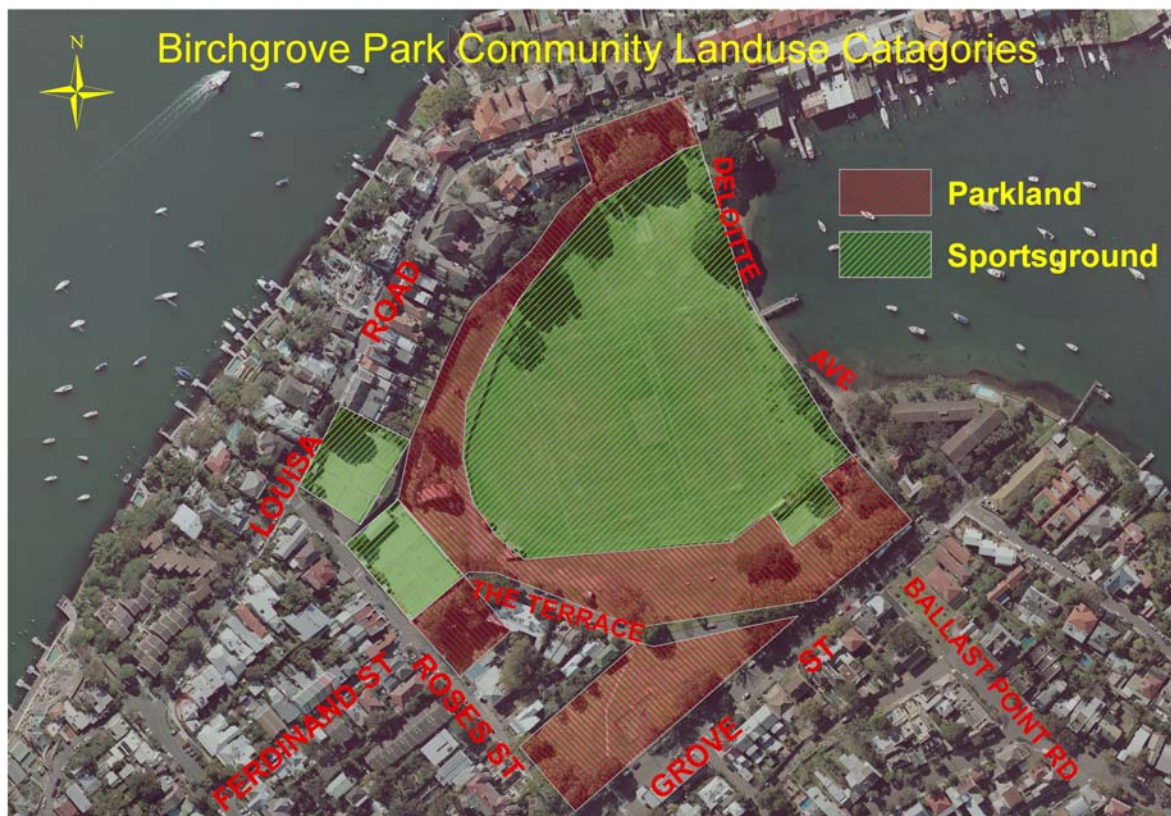 N
Birchgrove Park Community Landuse Catagories
Parkland
Sportsground
DELOITTE
AVE
LOUISA
ROAD
THE TERRACE
FERDINAND ST
ROSES ST
GROVE
ST
BALLAST POINT RD